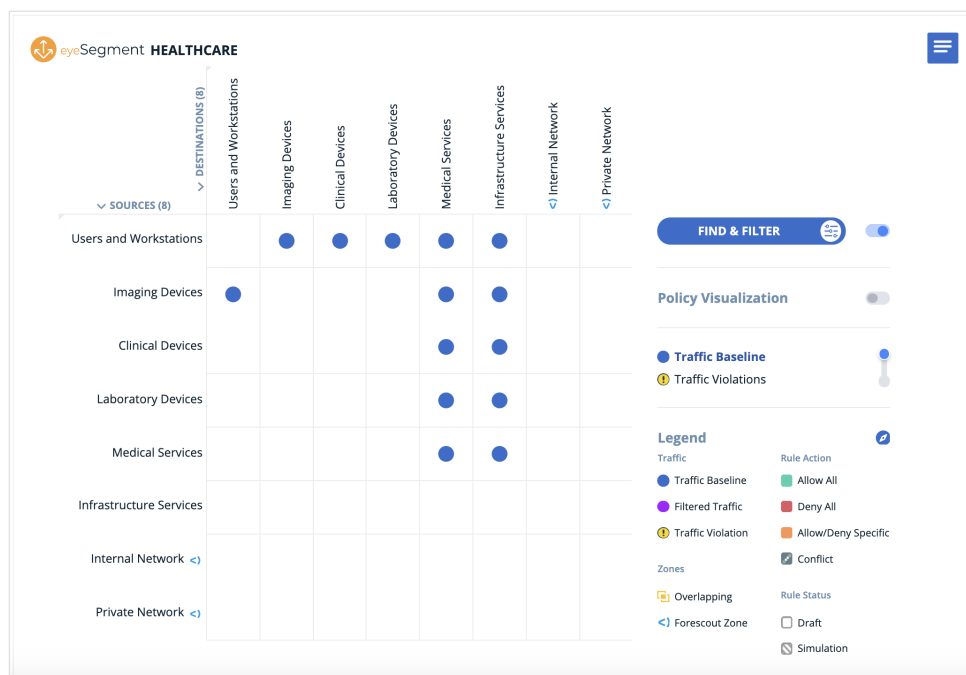 eyeSegment HEALTHCARE
DESTINATIONS (8)
Users and Workstations
Imaging Devices
Clinical Devices
Laboratory Devices
Medical Services
Infrastructure Services
Internal Network
Private Network
SOURCES (8)
Users and Workstations
Imaging Devices
Clinical Devices
Laboratory Devices
Medical Services
Infrastructure Services
Internal Network
Private Network
FIND & FILTER
Policy Visualization
Traffic Baseline
Traffic Violations
Legend
Traffic
Traffic Baseline
Filtered Traffic
Traffic Violation
Zones
Overlapping
Forescout Zone
Rule Action
Allow All
Deny All
Allow/Deny Specific
Conflict
Rule Status
Draft
Simulation